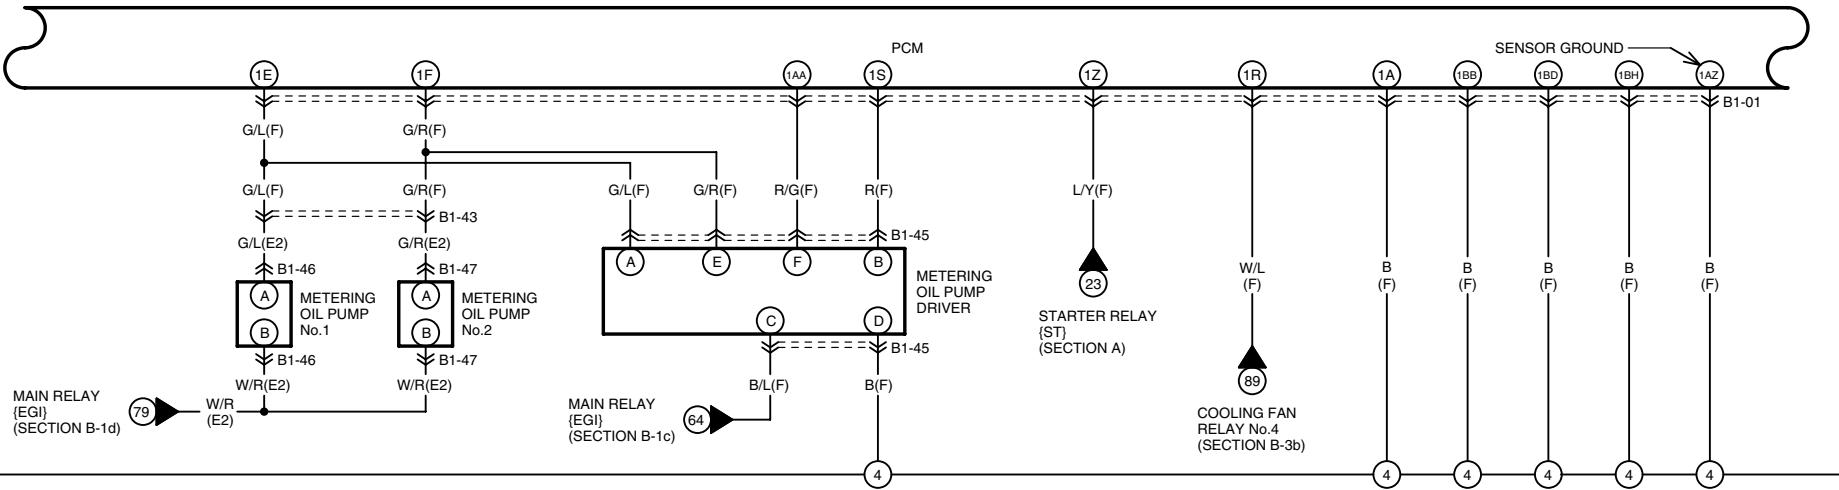 PCM
SENSOR GROUND
1E 1F 1AA 1S 1Z 1R 1A 1BB 1BD 1BH 1AZ
B1-01
G/L(F) G/R(F)
G/L(F) G/R(F) G/L(F) G/R(F) R/G(F) R(F) L/Y(F)
B1-43
B1-45
G/L(E2) G/R(E2)
B1-46 B1-47
A E F B
A A
METERING
OIL PUMP
No.1
METERING
OIL PUMP
No.2
METERING
OIL PUMP
DRIVER
B B
C D
B1-46 B1-47
B1-45
W/R(E2) W/R(E2)
B/L(F) B(F)
23
STARTER RELAY
{ST}
(SECTION A)
W/L
(F)
B
(F)
B
(F)
B
(F)
B
(F)
B
(F)
MAIN RELAY
{EGI}
(SECTION B-1d)
79
W/R
(E2)
MAIN RELAY
{EGI}
(SECTION B-1c)
64
89
COOLING FAN
RELAY No.4
(SECTION B-3b)
4 4 4 4 4 4